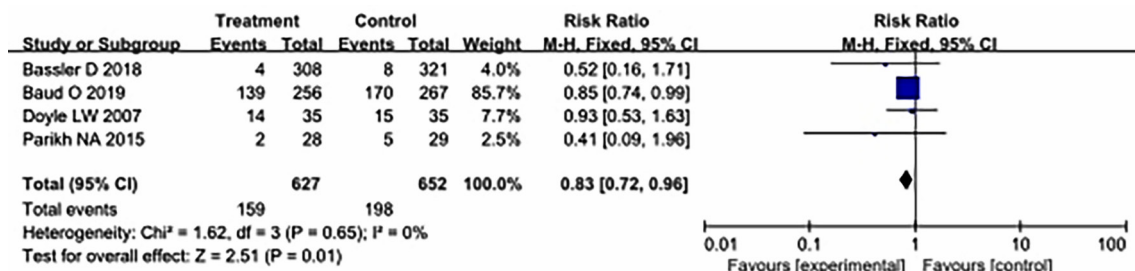 Treatment Control Risk Ratio Risk Ratio
Study or Subgroup Events Total Events Total Weight M-H, Fixed, 95% CI M-H, Fixed, 95% CI
Bassler D 2018 4 308 8 321 4.0% 0.52 [0.16, 1.71]
Baud O 2019 139 256 170 267 85.7% 0.85 [0.74, 0.99]
Doyle LW 2007 14 35 15 35 7.7% 0.93 [0.53, 1.63]
Parikh NA 2015 2 28 5 29 2.5% 0.41 [0.09, 1.96]
Total (95% CI) 627 652 100.0% 0.83 [0.72, 0.96]
Total events 159 198
Heterogeneity: Chi² = 1.62, df = 3 (P = 0.65); I² = 0%
Test for overall effect: Z = 2.51 (P = 0.01)
0.01 0.1 1 10 100
Favours [experimental] Favours [control]